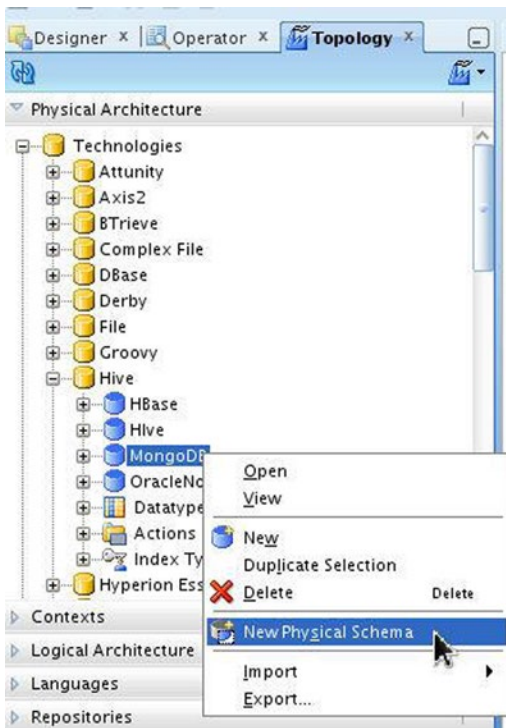 Designer x Operator x Topology x
Physical Architecture
Technologies
Attunity
Axis2
BTrieve
Complex File
DBase
Derby
File
Groovy
Hive
HBase
HIve
MongoDB
OracleNo
Datatype
Actions
Index Ty
Hyperion Ess
Contexts
Logical Architecture
Languages
Repositories
Open
View
New
Duplicate Selection
Delete Delete
New Physical Schema
Import
Export...